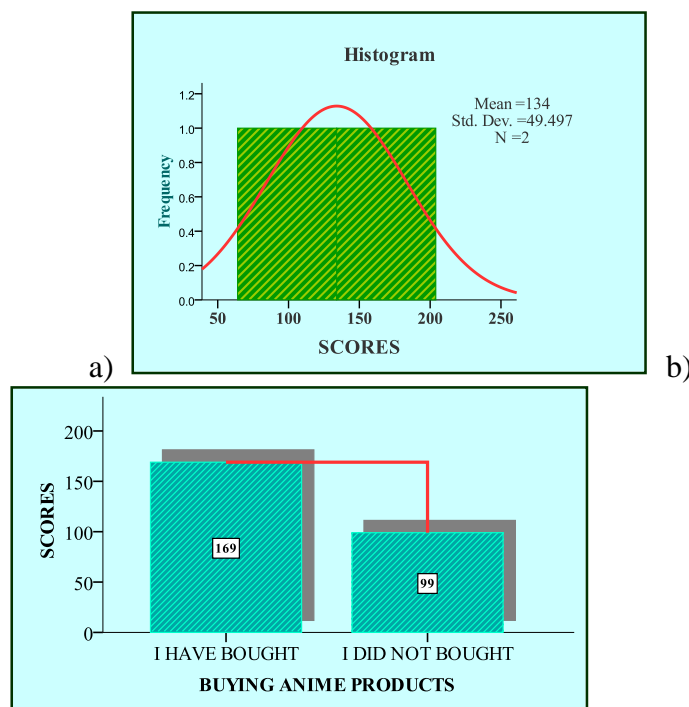 Histogram
Mean =134
Std. Dev. =49.497
N =2
Frequency
1.2
1.0
0.8
0.6
0.4
0.2
0.0
50 100 150 200 250
SCORES
a)
b)
SCORES
200
150
100
50
0
169
99
I HAVE BOUGHT I DID NOT BOUGHT
BUYING ANIME PRODUCTS